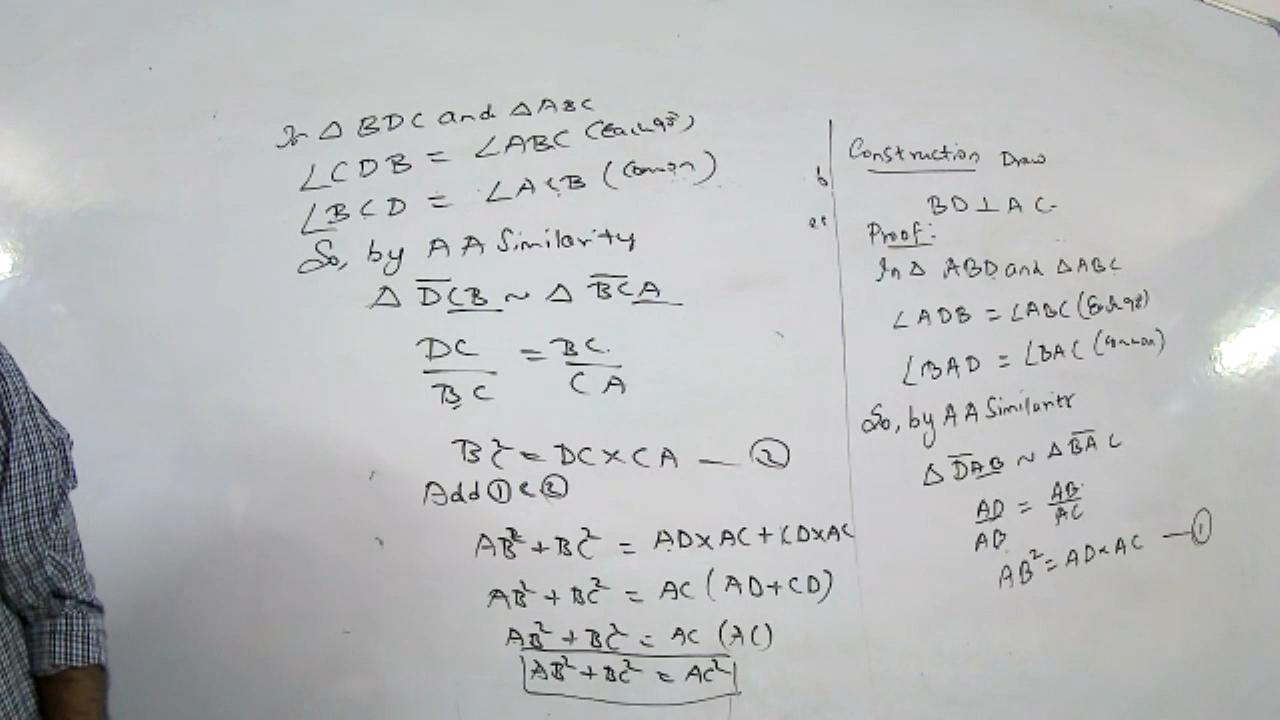 In △ BDC and △ ABC
∠CDB = ∠ABC (Each 90°)
∠BCD = ∠ACB (Common)
So, by AA Similarity
△ DCB ~ △ BCA
DC/BC = BC/CA
BC² = DC × CA — ②
Add ① & ②
AB² + BC² = AD × AC + CD × AC
AB² + BC² = AC (AD + CD)
AB² + BC² = AC (AC)
AB² + BC² = AC²
Construction Draw
BD ⊥ AC
Proof:
In △ ABD and △ ABC
∠ADB = ∠ABC (Each 90)
∠BAD = ∠BAC (Common)
So, by AA Similarity
△ DAB ~ △ BAC
AD/AB = AB/AC
AB² = AD × AC — ①